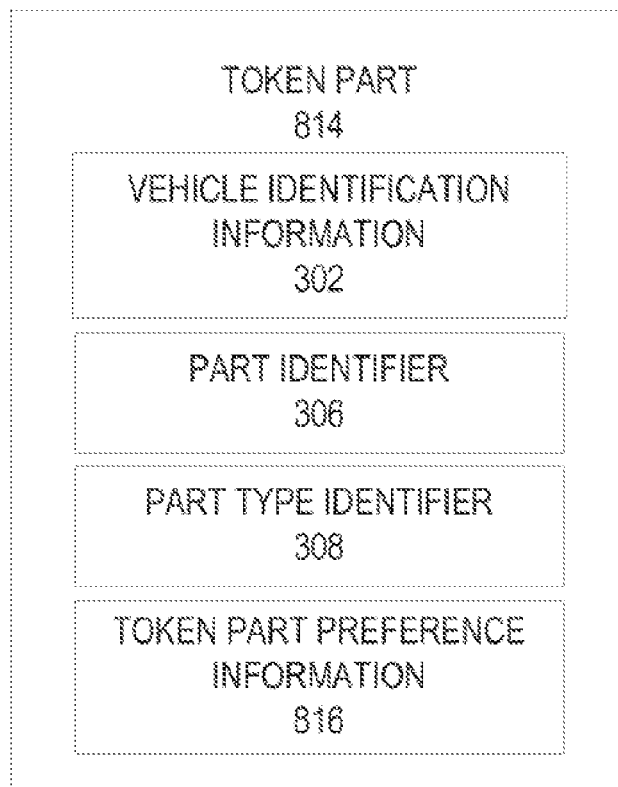 TOKEN PART
814
VEHICLE IDENTIFICATION
INFORMATION
302
PART IDENTIFIER
306
PART TYPE IDENTIFIER
308
TOKEN PART PREFERENCE
INFORMATION
816